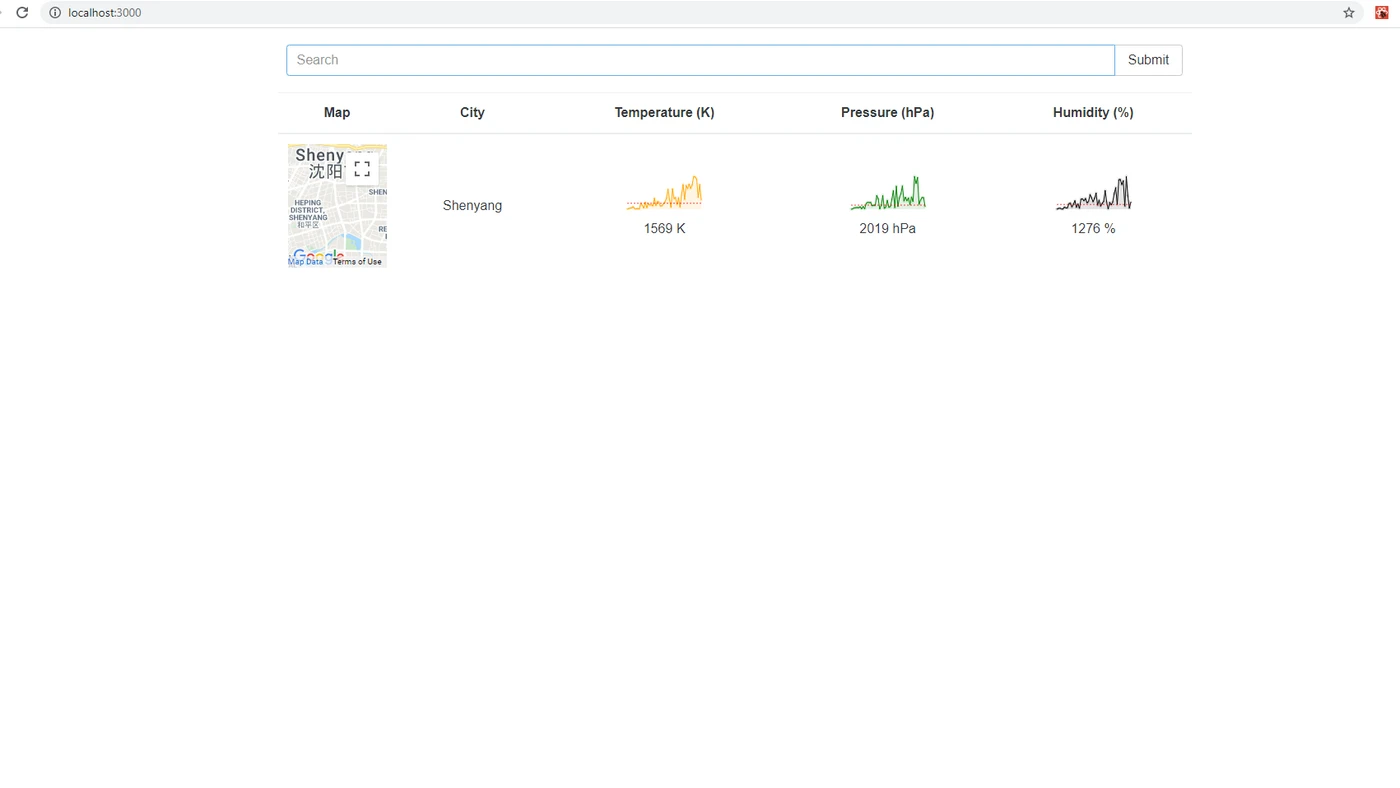 localhost:3000
Search
Submit
Map City Temperature (K) Pressure (hPa) Humidity (%)
Sheny
沈阳
SHEN
HEPING
DISTRICT,
SHENYANG
和平区
RE
Google
Map Data Terms of Use
Shenyang
1569 K
2019 hPa
1276 %